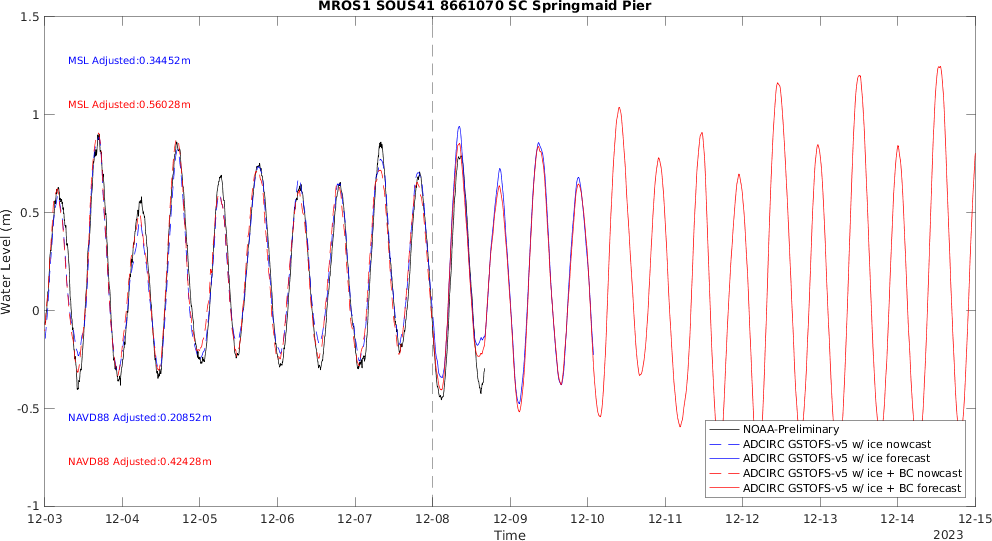 MROS1 SOUS41 8661070 SC Springmaid Pier
1.5
1
0.5
0
-0.5
-1
Water Level (m)
MSL Adjusted:0.34452m
MSL Adjusted:0.56028m
NAVD88 Adjusted:0.20852m
NAVD88 Adjusted:0.42428m
NOAA-Preliminary
ADCIRC GSTOFS-v5 w/ ice nowcast
ADCIRC GSTOFS-v5 w/ ice forecast
ADCIRC GSTOFS-v5 w/ ice + BC nowcast
ADCIRC GSTOFS-v5 w/ ice + BC forecast
12-03 12-04 12-05 12-06 12-07 12-08 12-09 12-10 12-11 12-12 12-13 12-14 12-15
Time
2023